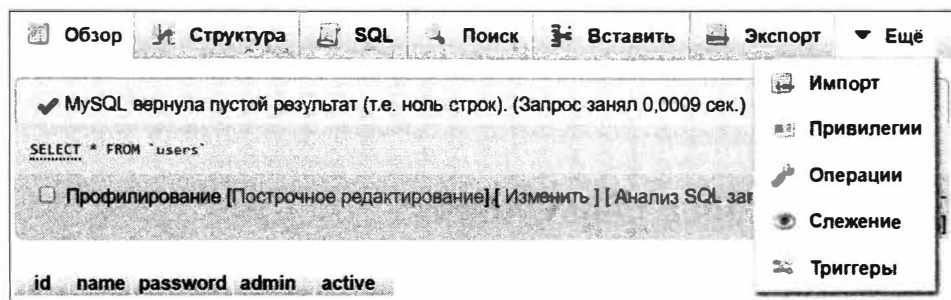 Обзор Структура SQL Поиск Вставить Экспорт Ещё
MySQL вернула пустой результат (т.е. ноль строк). (Запрос занял 0,0009 сек.)
SELECT * FROM `users`
Профилирование [Построчное редактирование] [ Изменить ] [ Анализ SQL
Импорт
Привилегии
Операции
Слежение
Триггеры
id name password admin active